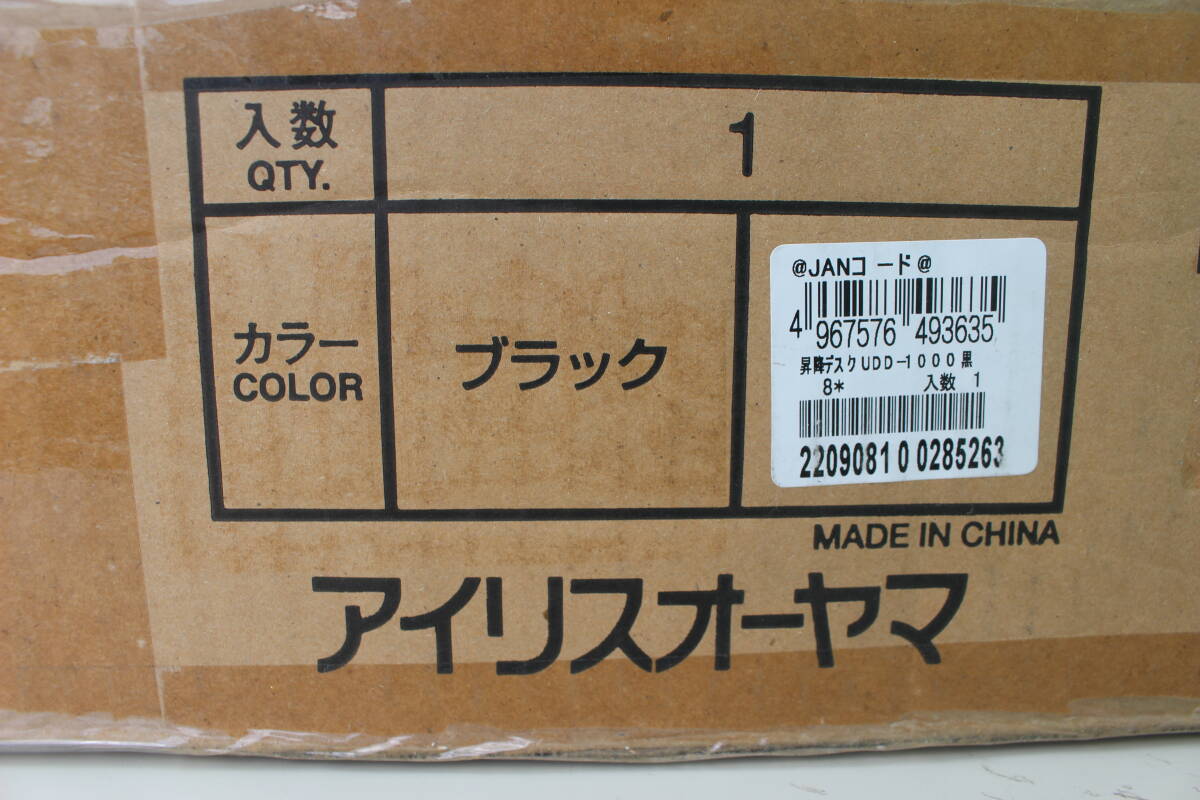 入数
QTY.
1
カラー
COLOR
ブラック
@JANコード@
4 967576 493635
昇降デスクUDD-1000黒
8* 入数 1
2209081 0 0285263
MADE IN CHINA
アイリスオーヤマ